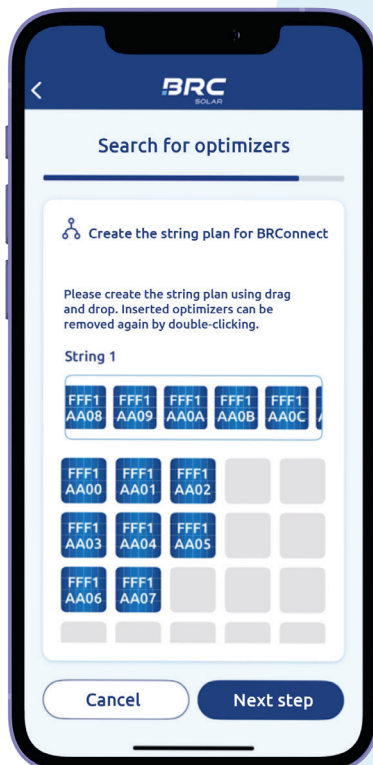 BRC
SOLAR
Search for optimizers
Create the string plan for BRConnect
Please create the string plan using drag
and drop. Inserted optimizers can be
removed again by double-clicking.
String 1
FFF1 FFF1 FFF1 FFF1 FFF1
AA08 AA09 AA0A AA0B AA0C
FFF1 FFF1 FFF1
AA00 AA01 AA02
FFF1 FFF1 FFF1
AA03 AA04 AA05
FFF1 FFF1
AA06 AA07
Cancel Next step